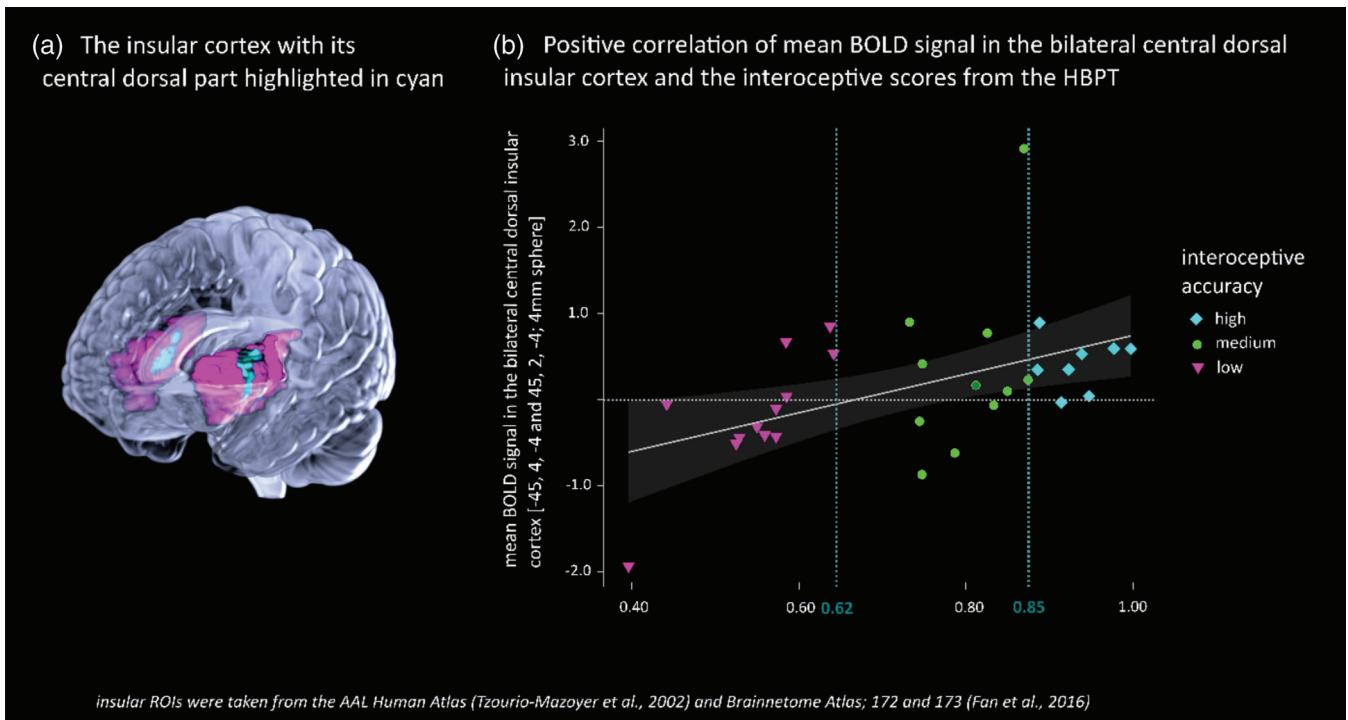 (a) The insular cortex with its
central dorsal part highlighted in cyan
(b) Positive correlation of mean BOLD signal in the bilateral central dorsal
insular cortex and the interoceptive scores from the HBPT
mean BOLD signal in the bilateral central dorsal insular
cortex [-45, 4, -4 and 45, 2, -4; 4mm sphere]
3.0
2.0
1.0
-1.0
-2.0
0.40
0.60
0.62
0.80
0.85
1.00
interoceptive
accuracy
high
medium
low
insular ROIs were taken from the AAL Human Atlas (Tzourio-Mazoyer et al., 2002) and Brainnetome Atlas; 172 and 173 (Fan et al., 2016)